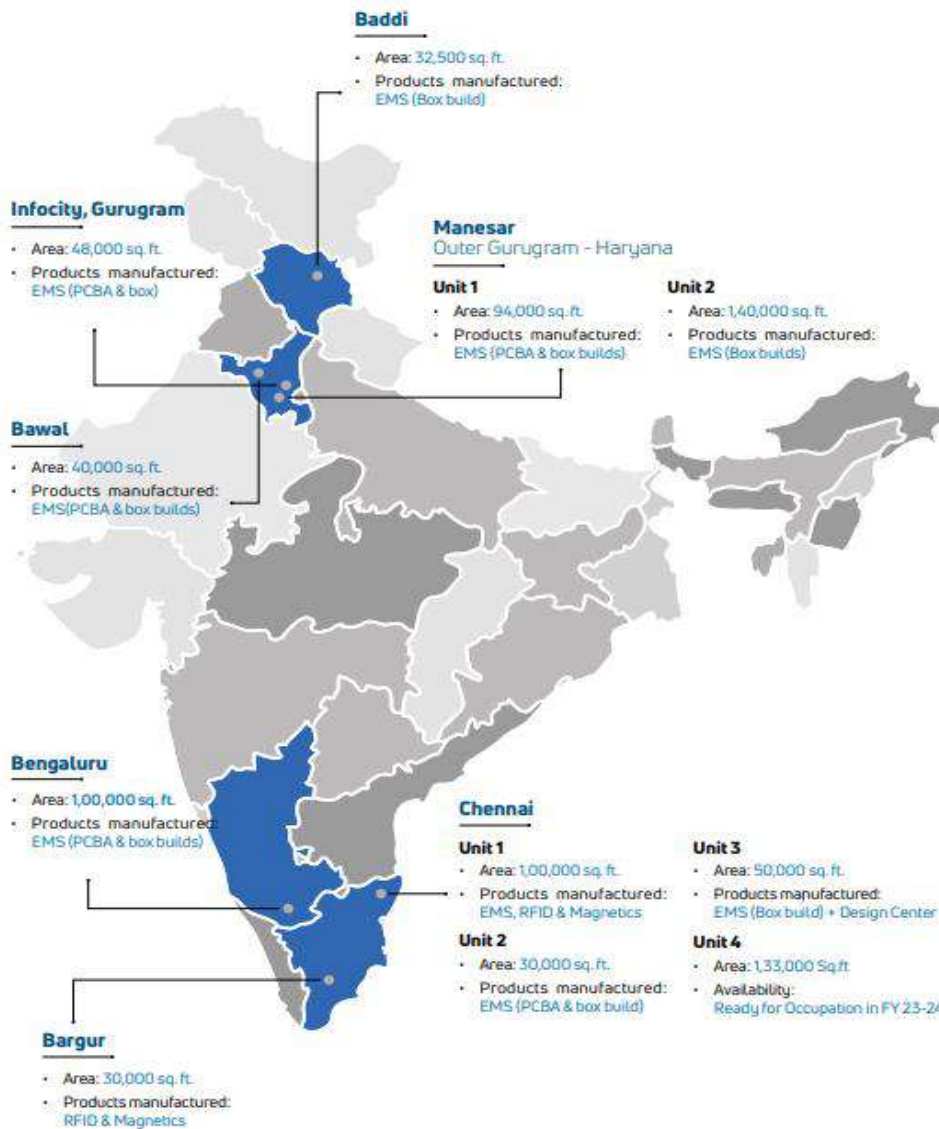 Baddi
• Area: 32,500 sq. ft.
• Products manufactured:
EMS (Box build)
Infocity, Gurugram
• Area: 48,000 sq. ft.
• Products manufactured:
EMS (PCBA & box)
Manesar
Outer Gurugram - Haryana
Unit 1
• Area: 94,000 sq. ft.
• Products manufactured:
EMS (PCBA & box builds)
Unit 2
• Area: 1,40,000 sq. ft.
• Products manufactured:
EMS (Box builds)
Bawal
• Area: 40,000 sq. ft.
• Products manufactured:
EMS(PCBA & box builds)
Bengaluru
• Area: 1,00,000 sq. ft.
• Products manufactured:
EMS (PCBA & box builds)
Chennai
Unit 1
• Area: 1,00,000 sq. ft.
• Products manufactured:
EMS, RFID & Magnetics
Unit 2
• Area: 30,000 sq. ft.
• Products manufactured:
EMS (PCBA & box build)
Unit 3
• Area: 50,000 sq. ft.
• Products manufactured:
EMS (Box build) + Design Center
Unit 4
• Area: 1,33,000 Sq.ft
• Availability:
Ready for Occupation in FY 23-24
Bargur
• Area: 30,000 sq. ft.
• Products manufactured:
RFID & Magnetics